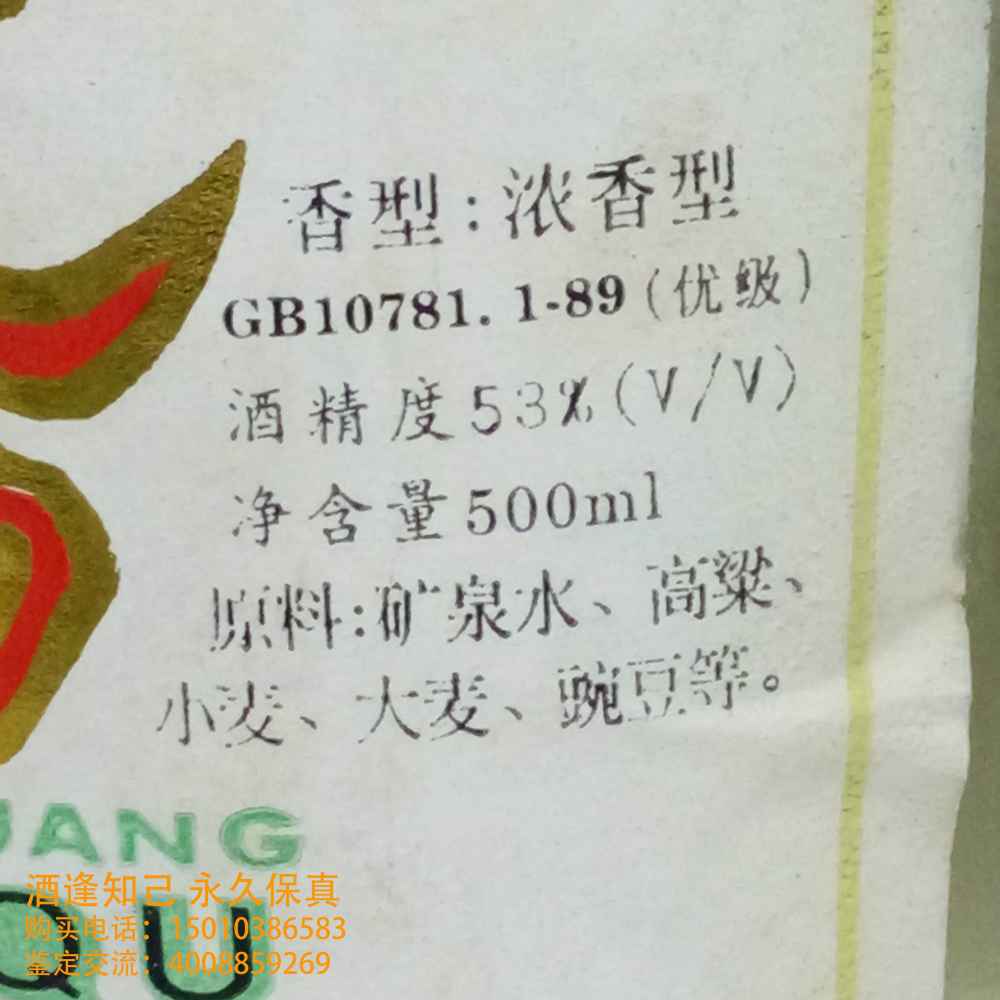 香型:浓香型
GB10781.1-89(优级)
酒精度53%(V/V)
净含量500ml
原料:矿泉水、高粱、
小麦、大麦、豌豆等。
UANG
QU
酒逢知己 永久保真
购买电话：15010386583
鉴定交流：4008859269